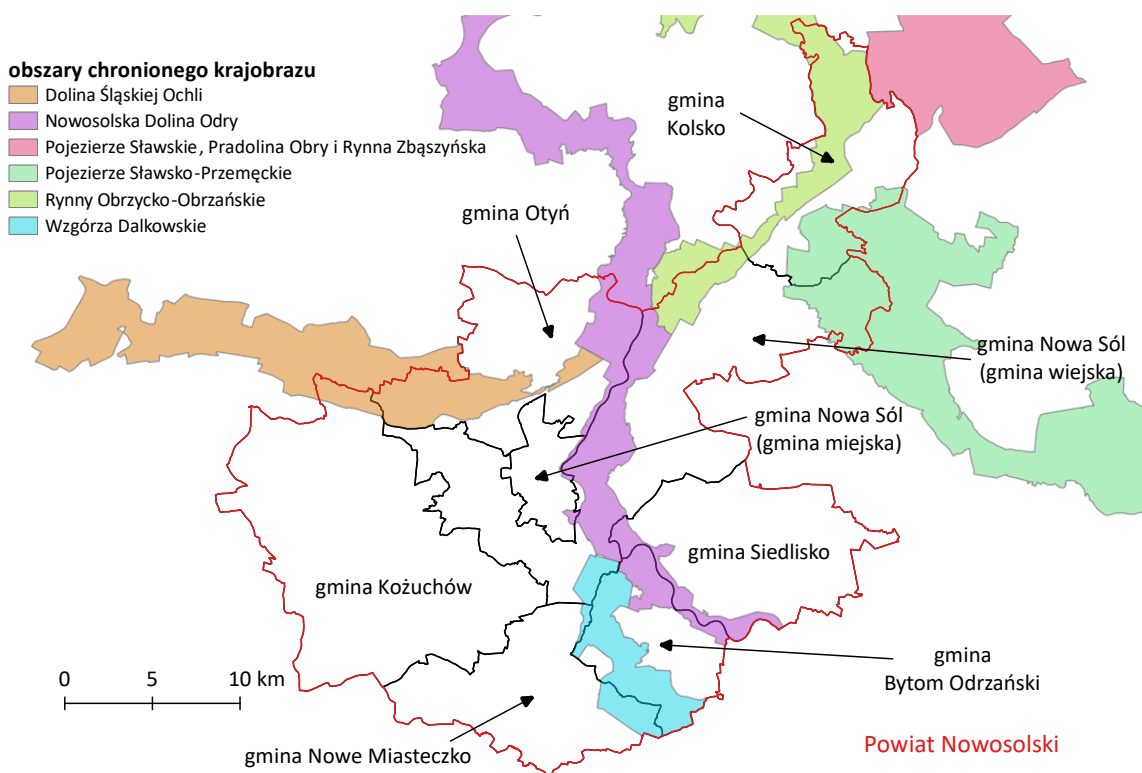 obszary chronionego krajobrazu
Dolina Śląskiej Ochli
Nowosolska Dolina Odry
Pojezierze Sławskie, Pradolina Obry i Rynna Zbąszyńska
Pojezierze Sławsko-Przemęckie
Rynny Obrzycko-Obrzańskie
Wzgórza Dalkowskie
gmina
Kolsko
gmina Otyń
gmina Nowa Sól
(gmina wiejska)
gmina Nowa Sól
(gmina miejska)
gmina Siedlisko
gmina Kożuchów
gmina
Bytom Odrzański
gmina Nowe Miasteczko
0 5 10 km
Powiat Nowosolski